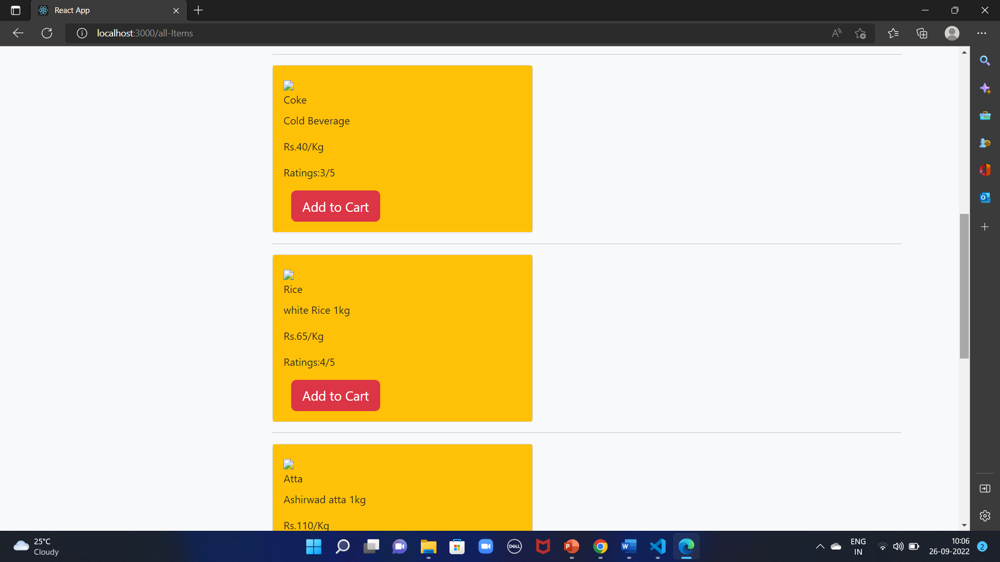 React App
localhost:3000/all-Items
Coke
Cold Beverage
Rs.40/Kg
Ratings:3/5
Add to Cart
Rice
white Rice 1kg
Rs.65/Kg
Ratings:4/5
Add to Cart
Atta
Ashirwad atta 1kg
Rs.110/Kg
25°C
Cloudy
DELL
ENG
IN
10:06
26-09-2022
2